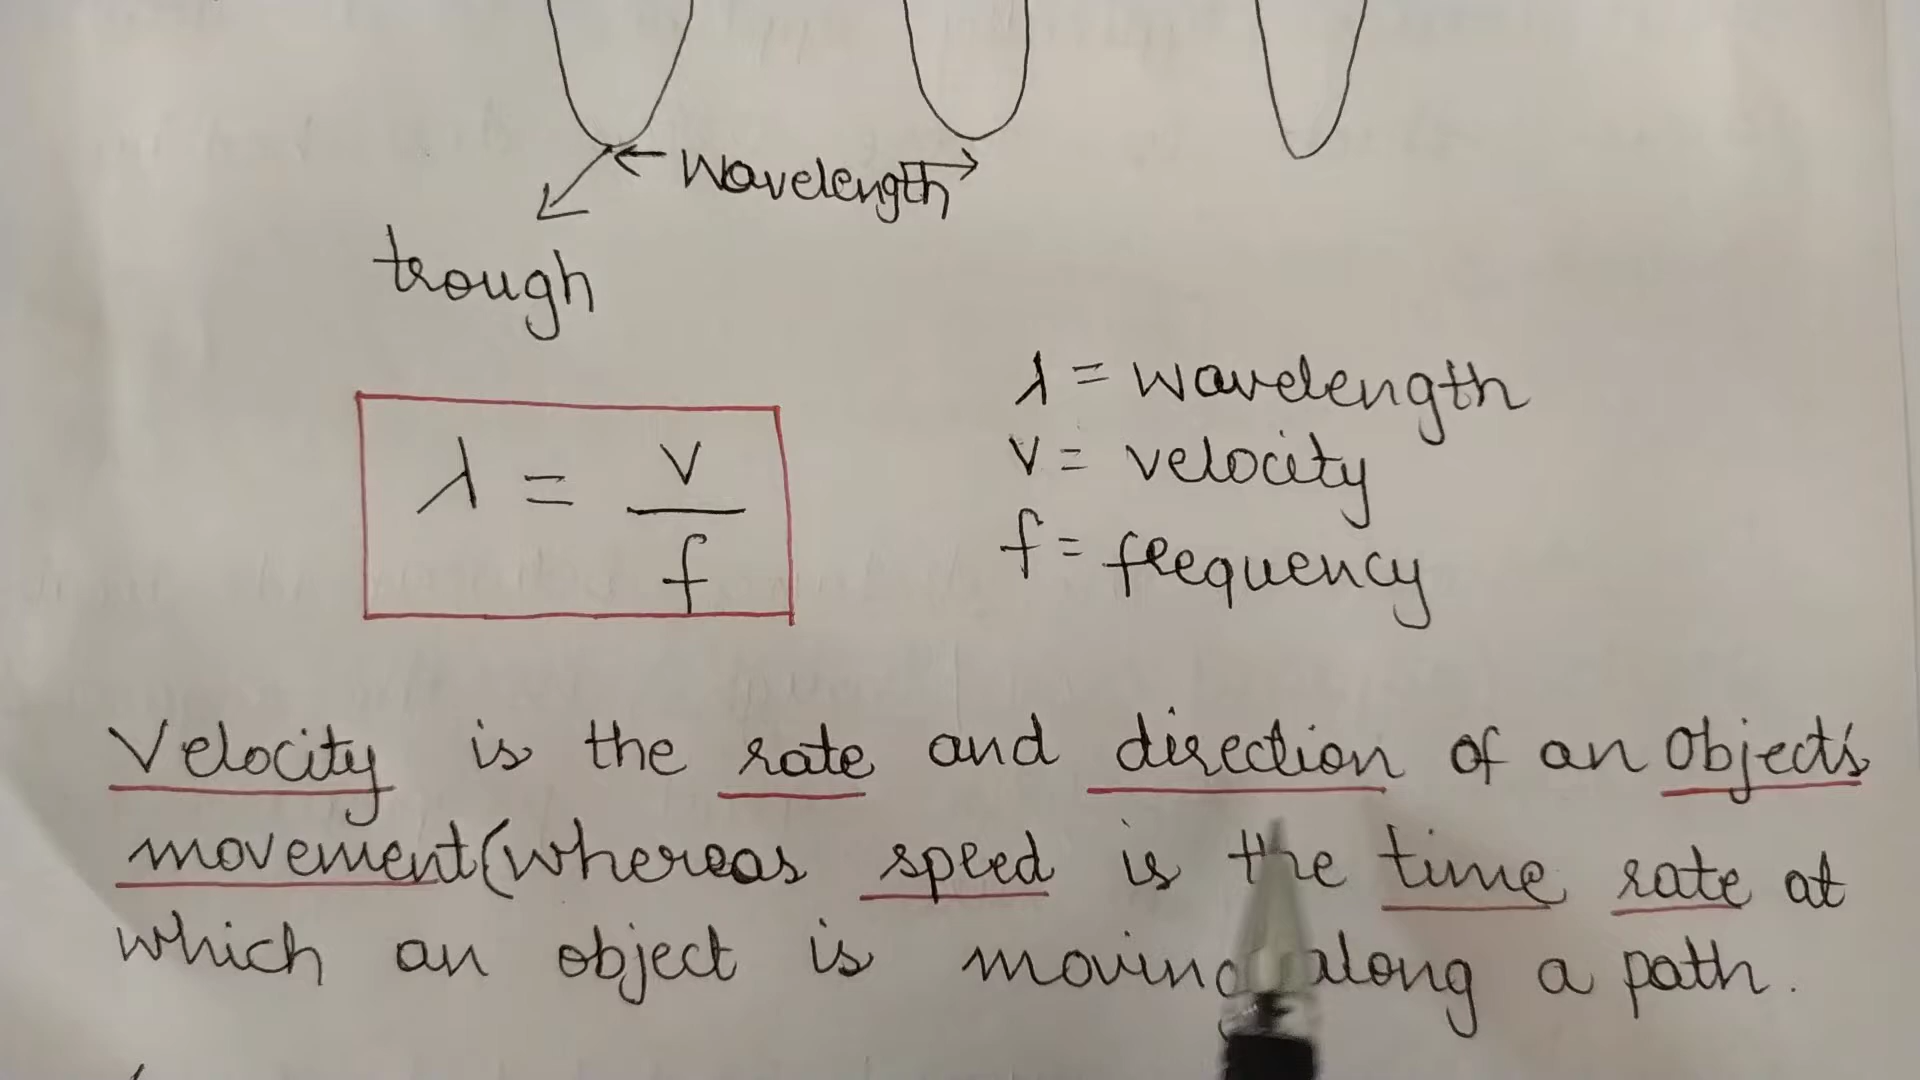 Wavelength
trough
λ = v/f
λ = wavelength
v = velocity
f = frequency
Velocity is the rate and direction of an object's
movement (whereas speed is the time rate at
which an object is moving along a path.